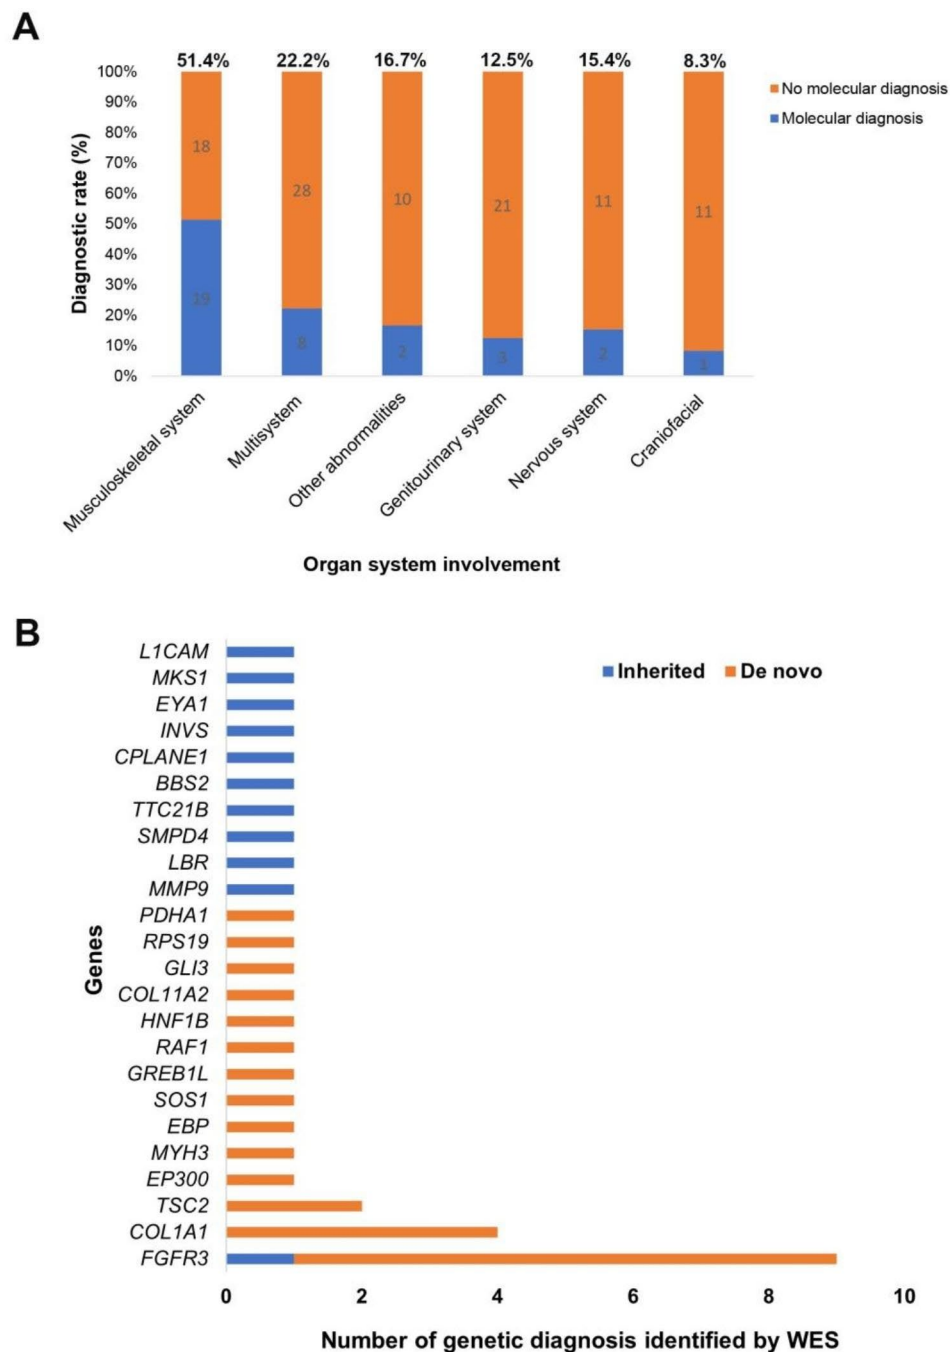 A
51.4% 22.2% 16.7% 12.5% 15.4% 8.3%
100%
90%
80%
70%
60%
50%
40%
30%
20%
10%
0%
Diagnostic rate (%)
18 28 10 21 11 11
19 8 2 3 2 1
No molecular diagnosis
Molecular diagnosis
Musculoskeletal system
Multisystem
Other abnormalities
Genitourinary system
Nervous system
Craniofacial
Organ system involvement
B
Inherited De novo
Genes
L1CAM
MKS1
EYA1
INVS
CPLANE1
BBS2
TTC21B
SMPD4
LBR
MMP9
PDHA1
RPS19
GLI3
COL11A2
HNF1B
RAF1
GREB1L
SOS1
EBP
MYH3
EP300
TSC2
COL1A1
FGFR3
0 2 4 6 8 10
Number of genetic diagnosis identified by WES